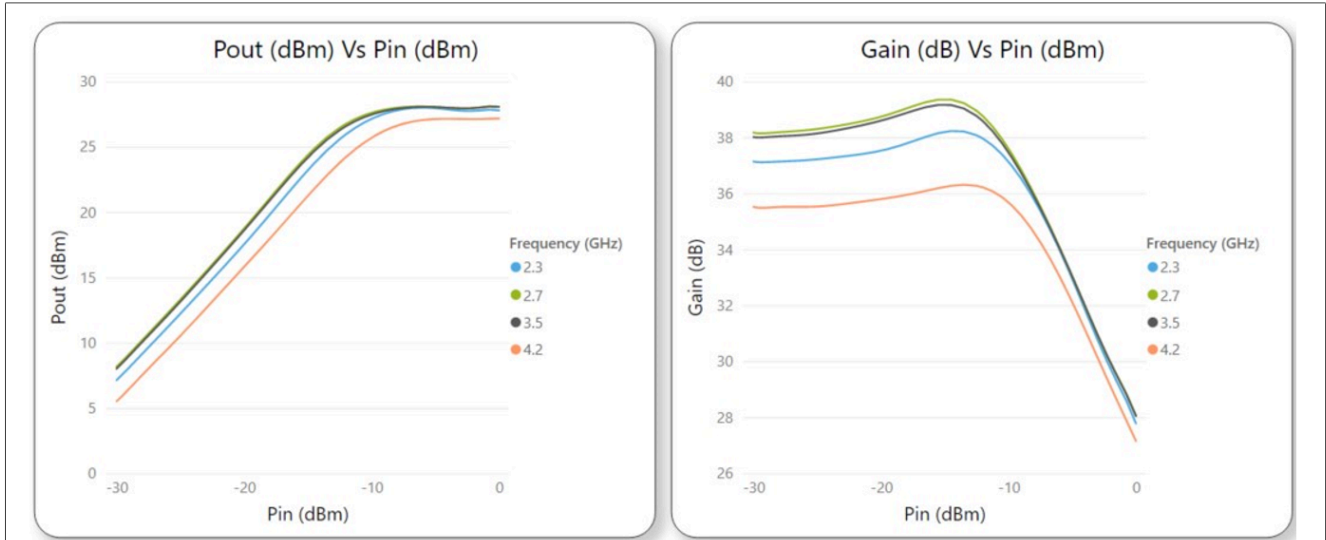 Pout (dBm) Vs Pin (dBm)
30
25
20
15
10
5
0
Pout (dBm)
-30 -20 -10 0
Pin (dBm)
Frequency (GHz)
2.3
2.7
3.5
4.2
Gain (dB) Vs Pin (dBm)
40
38
36
34
32
30
28
26
Gain (dB)
-30 -20 -10 0
Pin (dBm)
Frequency (GHz)
2.3
2.7
3.5
4.2